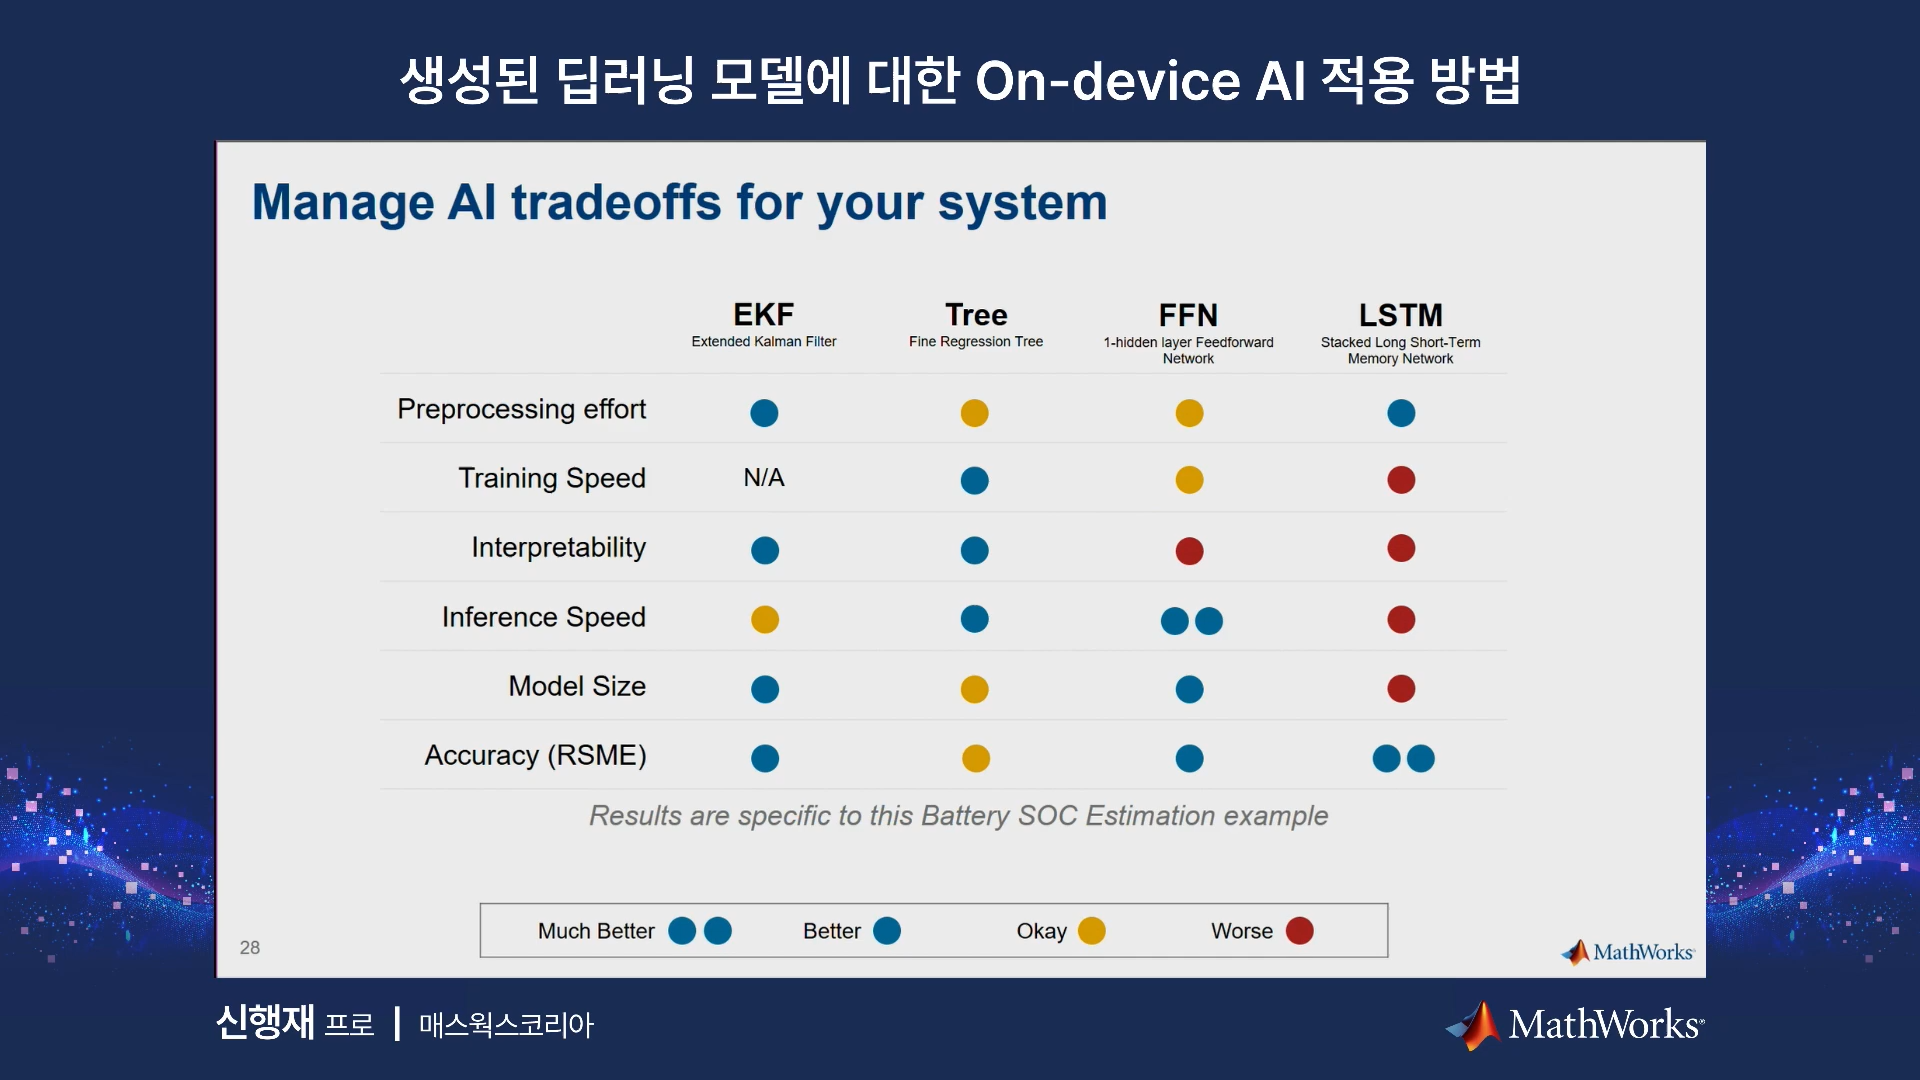 생성된 딥러닝 모델에 대한 On-device AI 적용 방법
Manage AI tradeoffs for your system
EKF Tree FFN LSTM
Extended Kalman Filter Fine Regression Tree 1-hidden layer Feedforward Network Stacked Long Short-Term Memory Network
Preprocessing effort
Training Speed N/A
Interpretability
Inference Speed
Model Size
Accuracy (RSME)
Results are specific to this Battery SOC Estimation example
Much Better Better Okay Worse
28
MathWorks
신행재 프로 | 매스웍스코리아
MathWorks